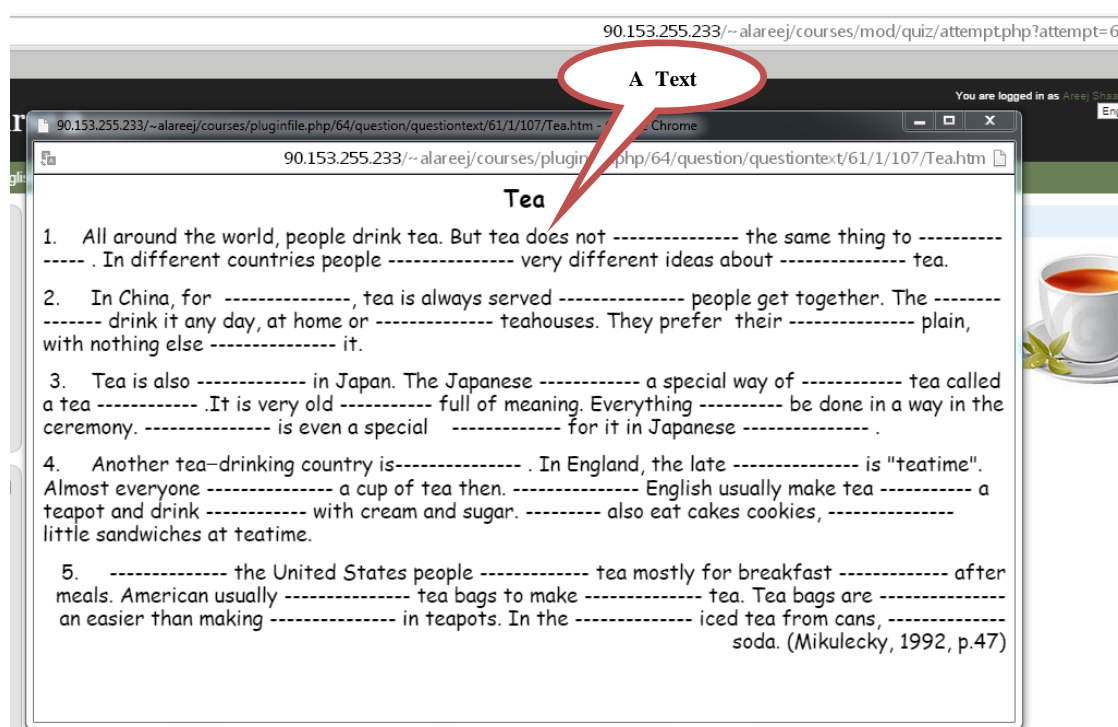 90.153.255.233/~alareej/courses/mod/quiz/attempt.php?attempt=6
A Text
You are logged in as Areej Shaa
Eng
90.153.255.233/~alareej/courses/pluginfile.php/64/question/questiontext/61/1/107/Tea.htm - Chrome
90.153.255.233/~alareej/courses/plugin php/64/question/questiontext/61/1/107/Tea.htm
Tea
1. All around the world, people drink tea. But tea does not --------------- the same thing to ----------
----- . In different countries people --------------- very different ideas about --------------- tea.
2. In China, for ---------------, tea is always served --------------- people get together. The --------
------- drink it any day, at home or -------------- teahouses. They prefer their --------------- plain,
with nothing else --------------- it.
3. Tea is also ------------- in Japan. The Japanese ------------ a special way of ------------ tea called
a tea ------------ .It is very old ----------- full of meaning. Everything ---------- be done in a way in the
ceremony. --------------- is even a special ------------- for it in Japanese --------------- .
4. Another tea-drinking country is--------------- . In England, the late --------------- is "teatime".
Almost everyone --------------- a cup of tea then. --------------- English usually make tea ----------- a
teapot and drink ------------ with cream and sugar. --------- also eat cakes cookies, ---------------
little sandwiches at teatime.
5. -------------- the United States people ------------- tea mostly for breakfast ------------- after
meals. American usually --------------- tea bags to make -------------- tea. Tea bags are ---------------
an easier than making --------------- in teapots. In the -------------- iced tea from cans, --------------
soda. (Mikulecky, 1992, p.47)